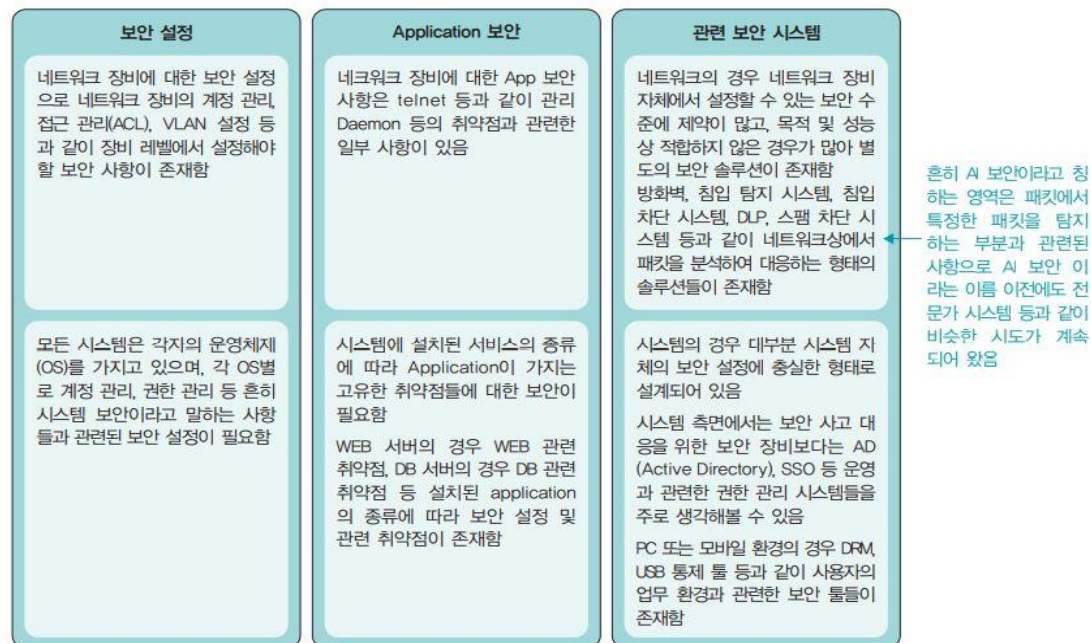 보안 설정
네트워크 장비에 대한 보안 설정
으로 네트워크 장비의 계정 관리,
접근 관리(ACL), VLAN 설정 등
과 같이 장비 레벨에서 설정해야
할 보안 사항이 존재함
모든 시스템은 각지의 운영체제
(OS)를 가지고 있으며, 각 OS별
로 계정 관리, 권한 관리 등 흔히
시스템 보안이라고 말하는 사항
들과 관련된 보안 설정이 필요함
Application 보안
네크워크 장비에 대한 App 보안
사항은 telnet 등과 같이 관리
Daemon 등의 취약점과 관련한
일부 사항이 있음
시스템에 설치된 서비스의 종류
에 따라 Application이 가지는
고유한 취약점들에 대한 보안이
필요함
WEB 서버의 경우 WEB 관련
취약점, DB 서버의 경우 DB 관련
취약점 등 설치된 application
의 종류에 따라 보안 설정 및
관련 취약점이 존재함
관련 보안 시스템
네트워크의 경우 네트워크 장비
자체에서 설정할 수 있는 보안 수
준에 제약이 많고, 목적 및 성능
상 적합하지 않은 경우가 많아 별
도의 보안 솔루션이 존재함
방화벽, 침입 탐지 시스템, 침입
차단 시스템, DLP, 스팸 차단 시
스템 등과 같이 네트워크상에서
패킷을 분석하여 대응하는 형태의
솔루션들이 존재함
시스템의 경우 대부분 시스템 자
체의 보안 설정에 충실한 형태로
설계되어 있음
시스템 측면에서는 보안 사고 대
응을 위한 보안 장비보다는 AD
(Active Directory), SSO 등 운영
과 관련한 권한 관리 시스템들을
주로 생각해볼 수 있음
PC 또는 모바일 환경의 경우 DRM,
USB 통제 툴 등과 같이 사용자의
업무 환경과 관련한 보안 툴들이
존재함
흔히 AI 보안이라고 칭
하는 영역은 패킷에서
특정한 패킷을 탐지
하는 부분과 관련된
사항으로 AI 보안 이
라는 이름 이전에도 전
문가 시스템 등과 같이
비슷한 시도가 계속
되어 왔음